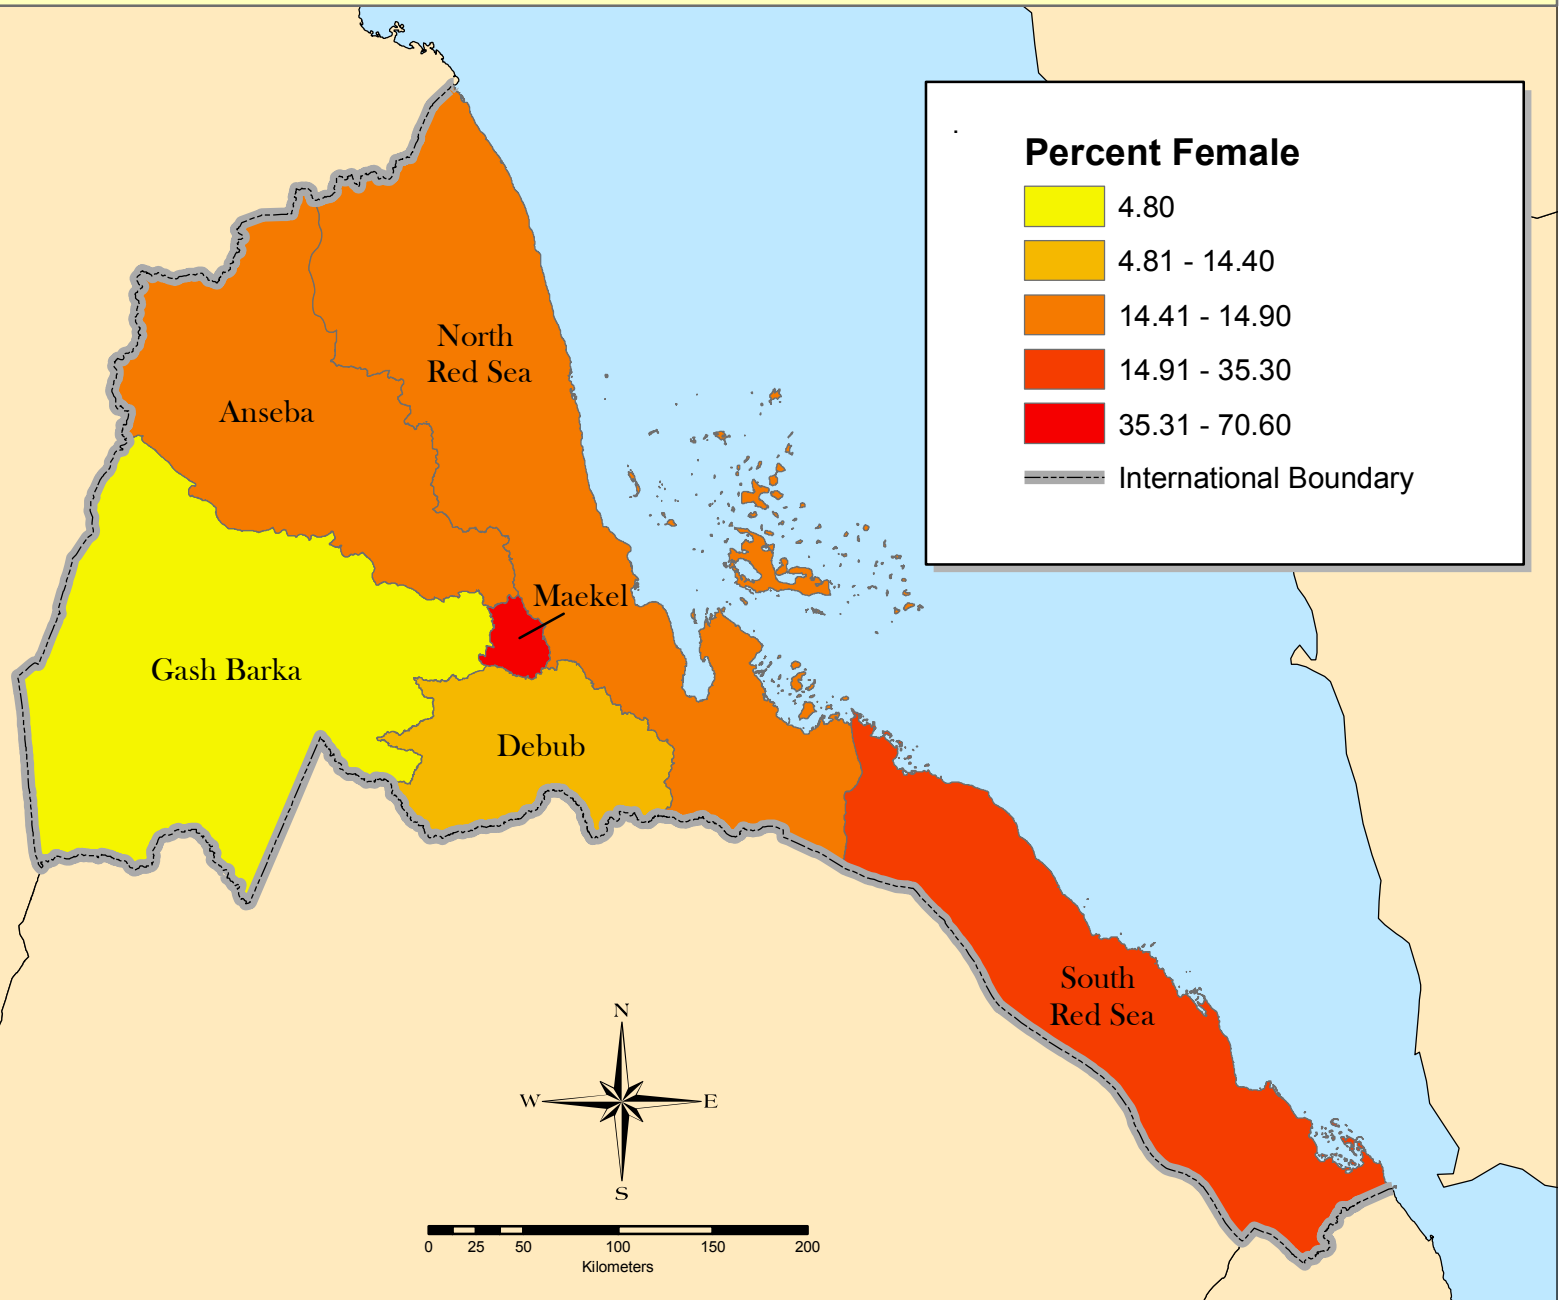 Percent Female
4.80
4.81 - 14.40
14.41 - 14.90
14.91 - 35.30
35.31 - 70.60
International Boundary
North
Red Sea
Anseba
Maekel
Gash Barka
Debub
South
Red Sea
N
W
E
S
0 25 50 100 150 200
Kilometers